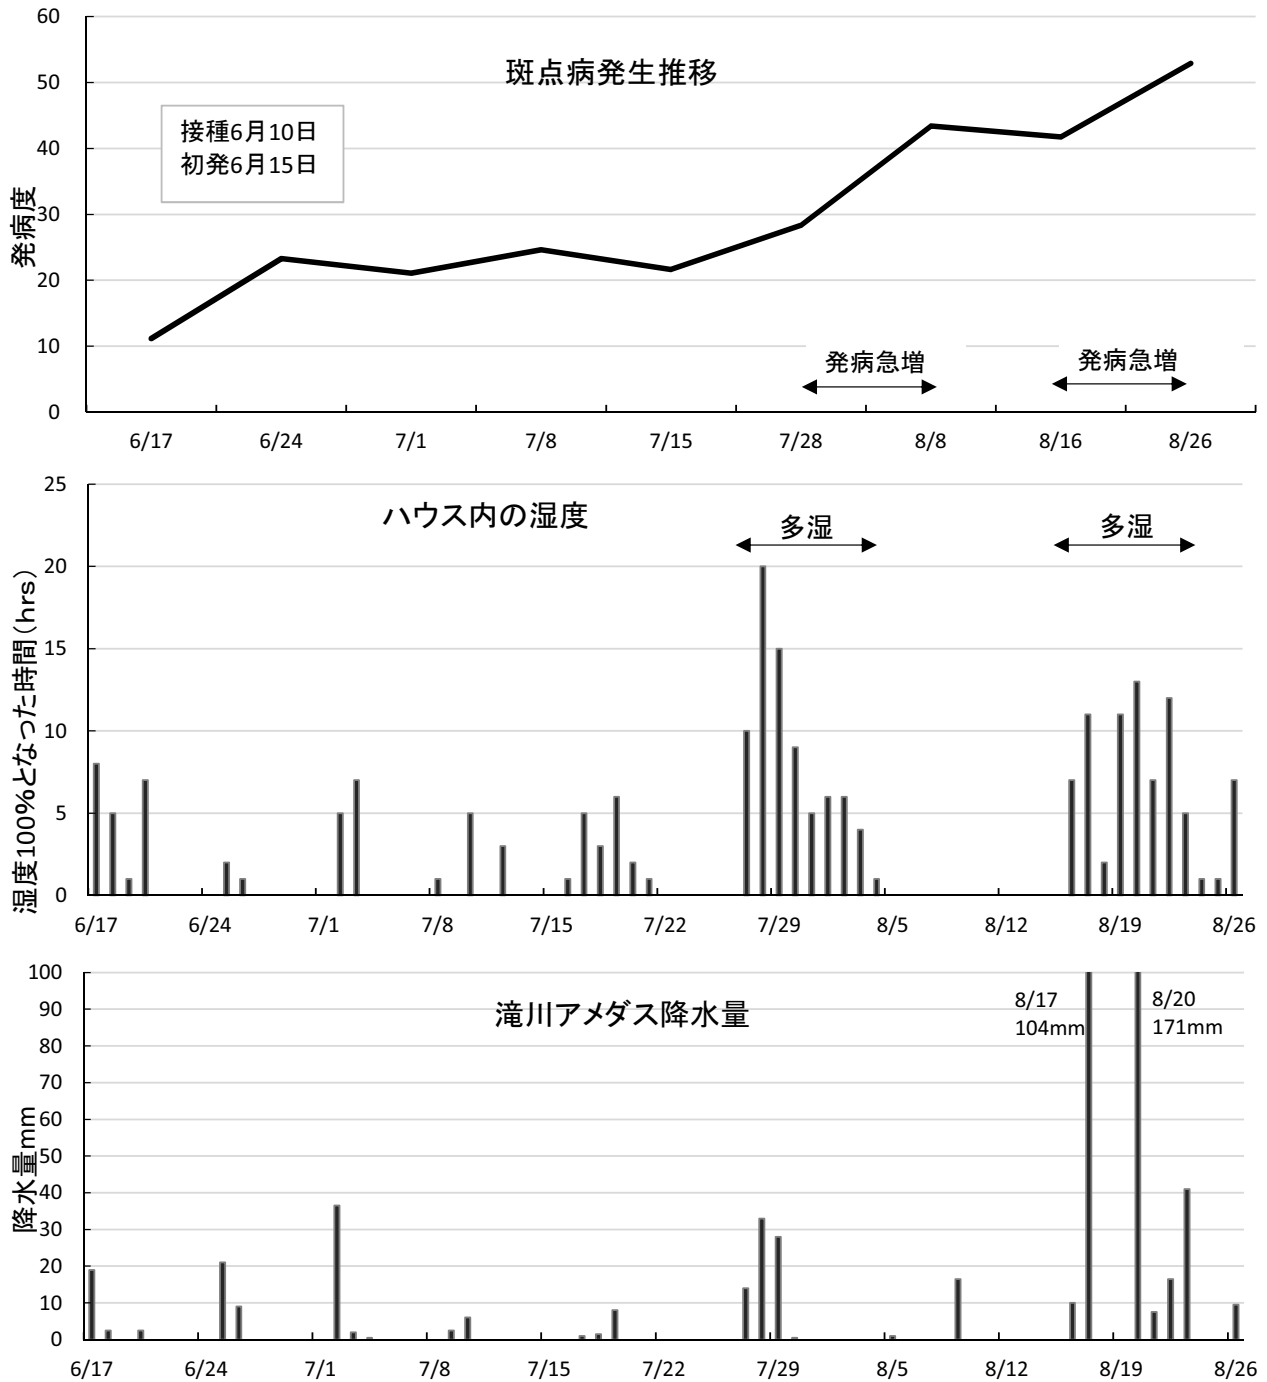 斑点病発生推移
接種6月10日
初発6月15日
発病度
60
50
40
30
20
10
0
発病急増
発病急増
6/17 6/24 7/1 7/8 7/15 7/28 8/8 8/16 8/26
ハウス内の湿度
多湿
多湿
湿度100%となった時間(hrs)
25
20
15
10
5
0
6/17 6/24 7/1 7/8 7/15 7/22 7/29 8/5 8/12 8/19 8/26
滝川アメダス降水量
8/17
104mm
8/20
171mm
降水量mm
100
90
80
70
60
50
40
30
20
10
0
6/17 6/24 7/1 7/8 7/15 7/22 7/29 8/5 8/12 8/19 8/26